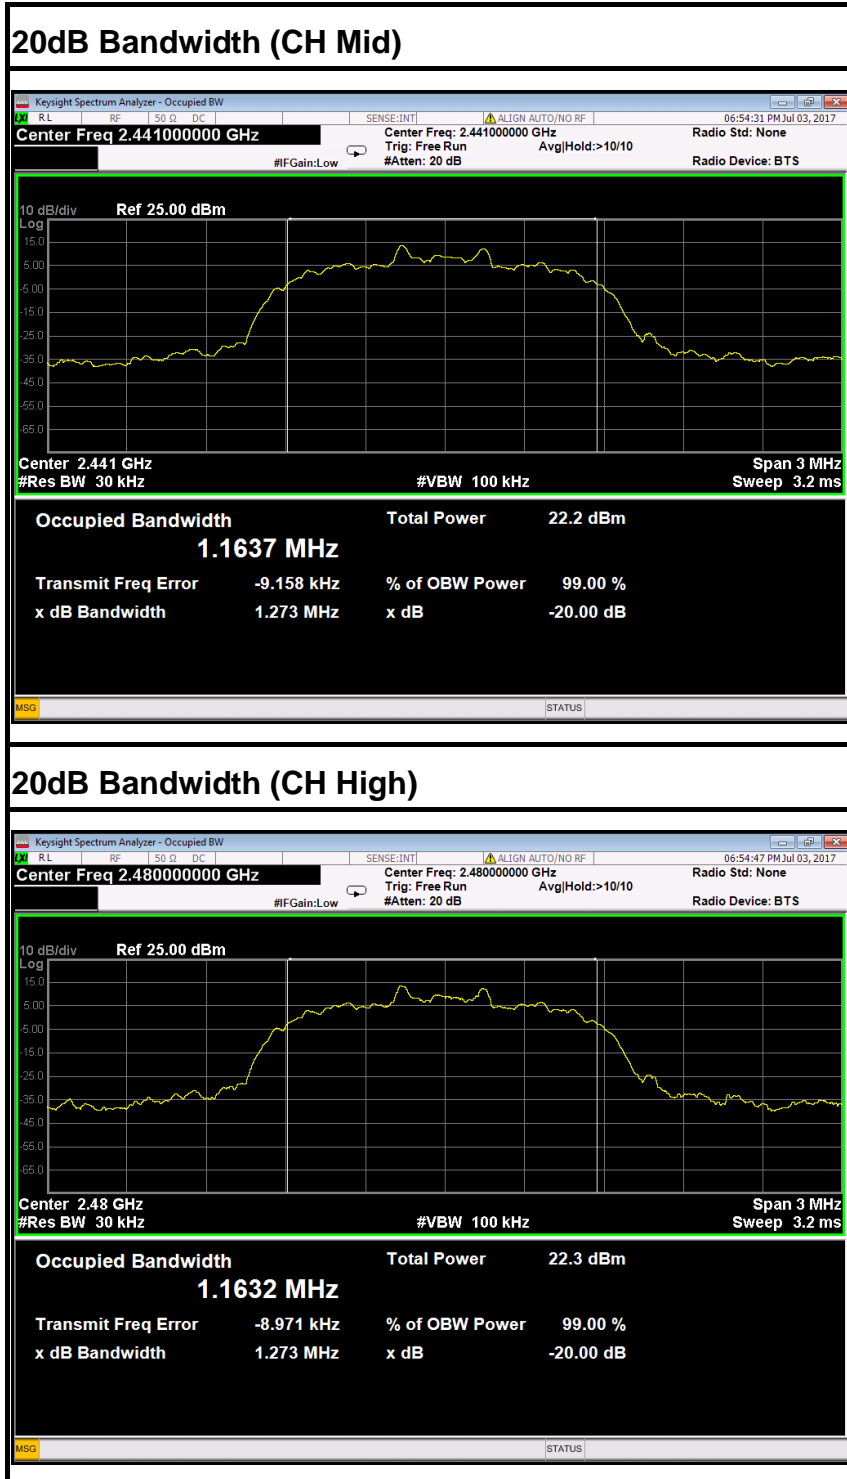 20dB Bandwidth (CH Mid)
Keysight Spectrum Analyzer - Occupied BW
LXI RL RF 50 Ω DC SENSE:INT ALIGN AUTO/NO RF 06:54:31 PM Jul 03, 2017
Center Freq 2.441000000 GHz Center Freq: 2.441000000 GHz Radio Std: None
Trig: Free Run Avg|Hold:>10/10
#IFGain:Low #Atten: 20 dB Radio Device: BTS
10 dB/div Ref 25.00 dBm
Log
15.0
5.00
-5.00
-15.0
-25.0
-35.0
-45.0
-55.0
-65.0
Center 2.441 GHz Span 3 MHz
#Res BW 30 kHz #VBW 100 kHz Sweep 3.2 ms
Occupied Bandwidth Total Power 22.2 dBm
1.1637 MHz
Transmit Freq Error -9.158 kHz % of OBW Power 99.00 %
x dB Bandwidth 1.273 MHz x dB -20.00 dB
MSG STATUS
20dB Bandwidth (CH High)
Keysight Spectrum Analyzer - Occupied BW
LXI RL RF 50 Ω DC SENSE:INT ALIGN AUTO/NO RF 06:54:47 PM Jul 03, 2017
Center Freq 2.480000000 GHz Center Freq: 2.480000000 GHz Radio Std: None
Trig: Free Run Avg|Hold:>10/10
#IFGain:Low #Atten: 20 dB Radio Device: BTS
10 dB/div Ref 25.00 dBm
Log
15.0
5.00
-5.00
-15.0
-25.0
-35.0
-45.0
-55.0
-65.0
Center 2.48 GHz Span 3 MHz
#Res BW 30 kHz #VBW 100 kHz Sweep 3.2 ms
Occupied Bandwidth Total Power 22.3 dBm
1.1632 MHz
Transmit Freq Error -8.971 kHz % of OBW Power 99.00 %
x dB Bandwidth 1.273 MHz x dB -20.00 dB
MSG STATUS